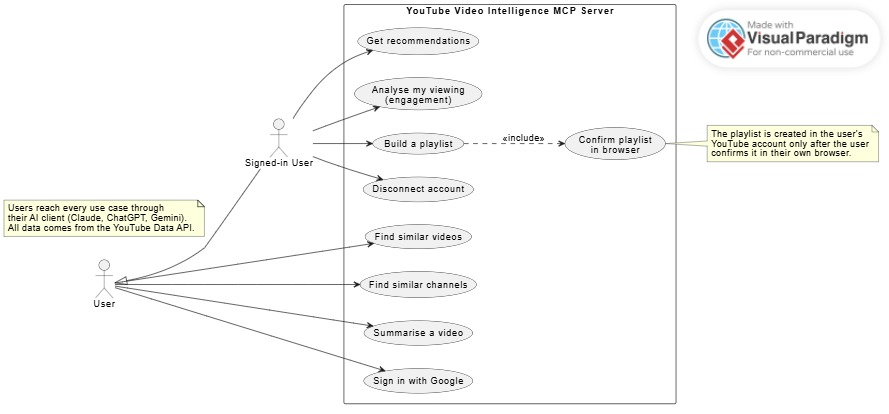 YouTube Video Intelligence MCP Server
Made with
VisualParadigm
For non-commercial use
Get recommendations
Analyse my viewing
(engagement)
Signed-in User
Build a playlist
«include»
Confirm playlist
in browser
The playlist is created in the user's
YouTube account only after the user
confirms it in their own browser.
Disconnect account
Users reach every use case through
their AI client (Claude, ChatGPT, Gemini).
All data comes from the YouTube Data API.
Find similar videos
User
Find similar channels
Summarise a video
Sign in with Google